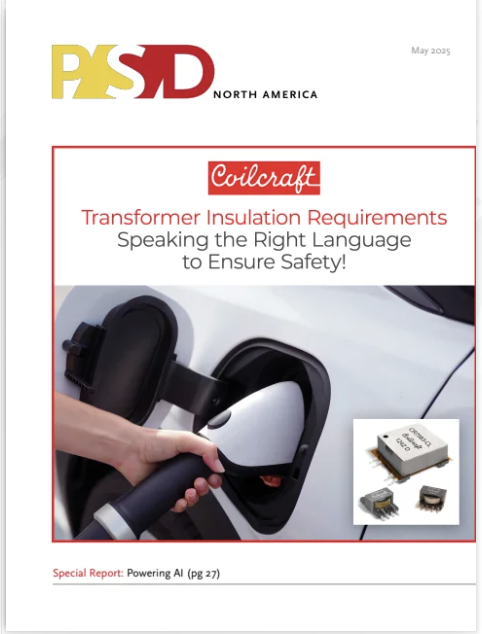 May 2025
PSD
NORTH AMERICA
Coilcraft
Transformer Insulation Requirements
Speaking the Right Language
to Ensure Safety!
Coilcraft
Special Report: Powering AI (pg 27)